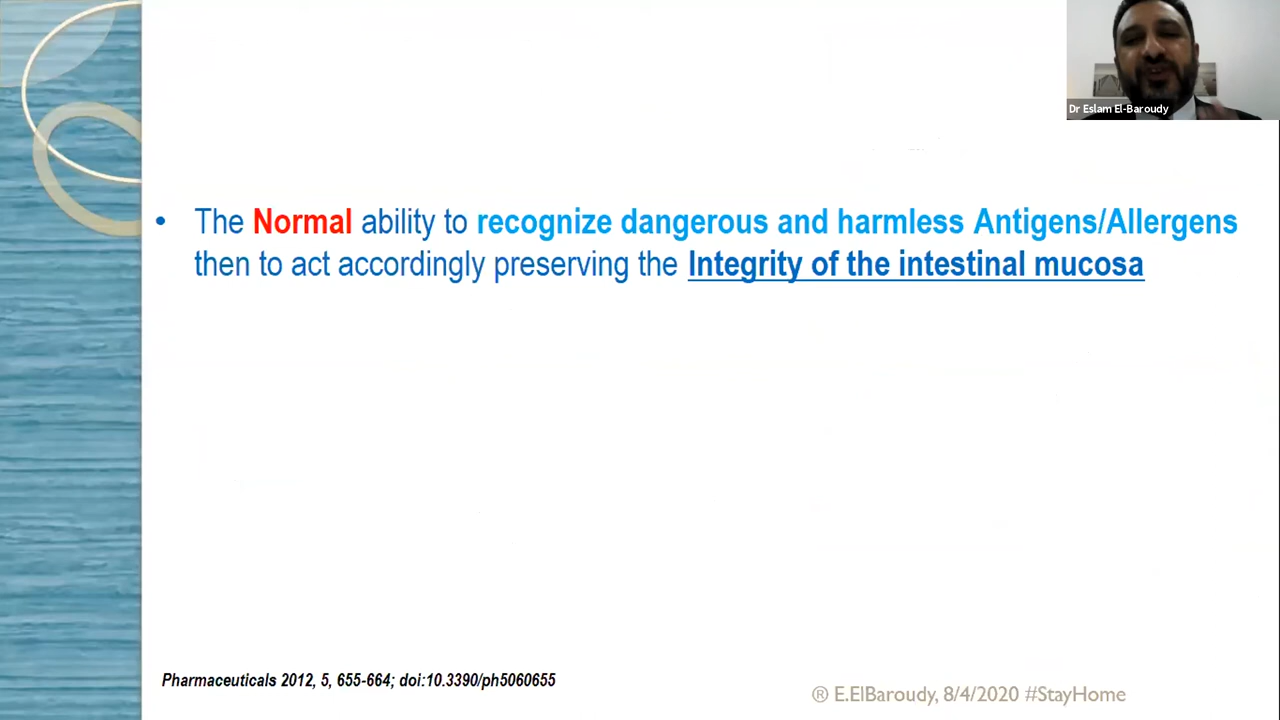 Dr Eslam El-Baroudy
• The Normal ability to recognize dangerous and harmless Antigens/Allergens
then to act accordingly preserving the Integrity of the intestinal mucosa
Pharmaceuticals 2012, 5, 655-664; doi:10.3390/ph5060655
® E.ElBaroudy, 8/4/2020 #StayHome